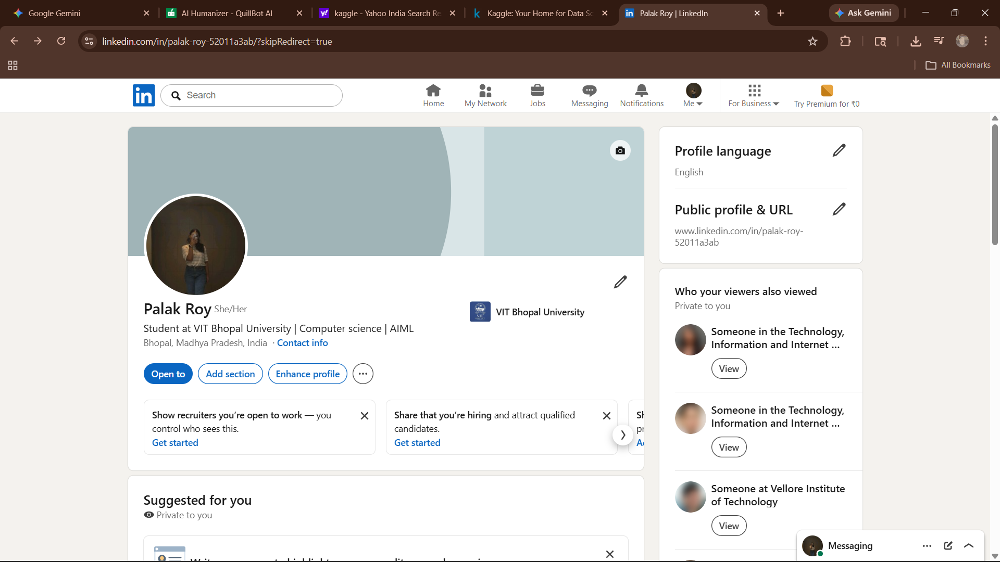 Google Gemini
AI Humanizer - QuillBot AI
kaggle - Yahoo India Search Re
Kaggle: Your Home for Data Sc
Palak Roy | LinkedIn
Ask Gemini
linkedin.com/in/palak-roy-52011a3ab/?skipRedirect=true
All Bookmarks
in
Search
Home
My Network
Jobs
Messaging
Notifications
Me
For Business
Try Premium for ₹0
Palak Roy She/Her
Student at VIT Bhopal University | Computer science | AIML
Bhopal, Madhya Pradesh, India · Contact info
VIT Bhopal University
Open to
Add section
Enhance profile
Show recruiters you’re open to work — you
control who sees this.
Get started
Share that you’re hiring and attract qualified
candidates.
Get started
Suggested for you
Private to you
Profile language
English
Public profile & URL
www.linkedin.com/in/palak-roy-
52011a3ab
Who your viewers also viewed
Private to you
Someone in the Technology,
Information and Internet ...
View
Someone in the Technology,
Information and Internet ...
View
Someone at Vellore Institute
of Technology
View
Messaging